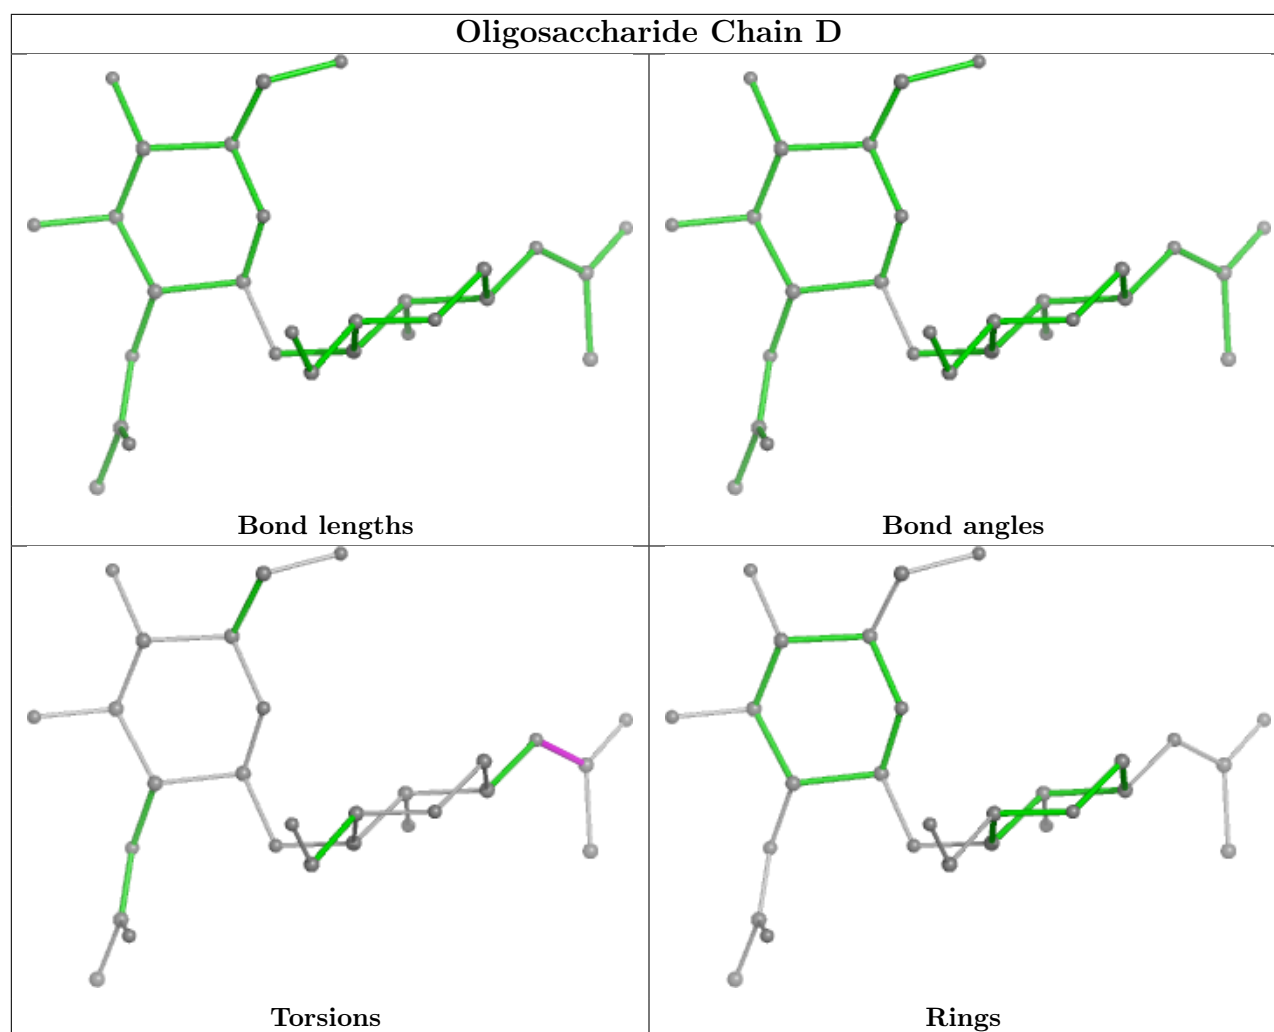 Oligosaccharide Chain D
Bond lengths
Bond angles
Torsions
Rings